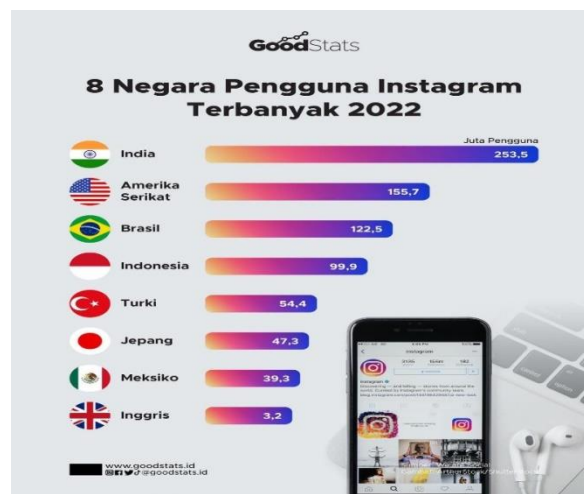 GoodStats
8 Negara Pengguna Instagram
Terbanyak 2022
Juta Pengguna
India
253,5
Amerika
Serikat
155,7
Brasil
122,5
Indonesia
99,9
Turki
54,4
Jepang
47,3
Meksiko
39,3
Inggris
3,2
Instagram
www.goodstats.id
@goodstats.id